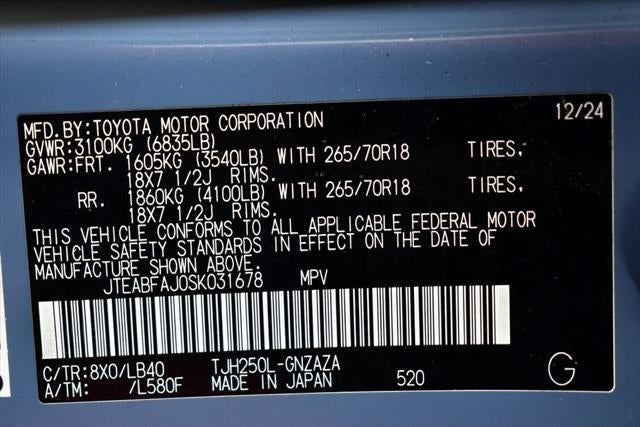 12/24
MFD.BY:TOYOTA MOTOR CORPORATION
GVWR:3100KG (6835LB)
GAWR:FRT. 1605KG (3540LB) WITH 265/70R18 TIRES,
18X7 1/2J RIMS.
RR. 1860KG (4100LB) WITH 265/70R18 TIRES,
18X7 1/2J RIMS.
THIS VEHICLE CONFORMS TO ALL APPLICABLE FEDERAL MOTOR
VEHICLE SAFETY STANDARDS IN EFFECT ON THE DATE OF
MANUFACTURE SHOWN ABOVE.
JTEABFAJ0SK031678 MPV
C/TR:8X0/LB40 TJH250L-GNZAZA
A/TM: /L580F MADE IN JAPAN 520
G